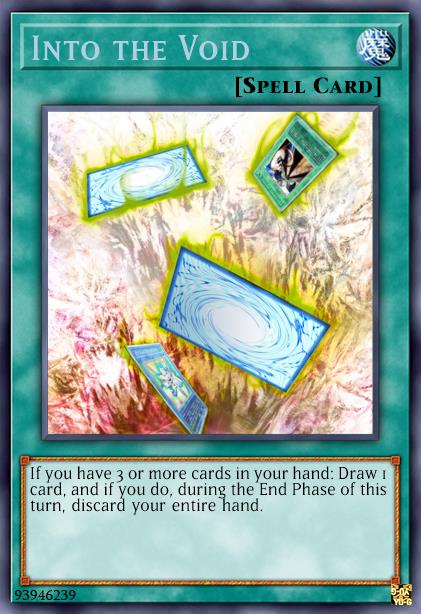 Into the Void
魔
[Spell Card]
If you have 3 or more cards in your hand: Draw 1
card, and if you do, during the End Phase of this
turn, discard your entire hand.
93946239